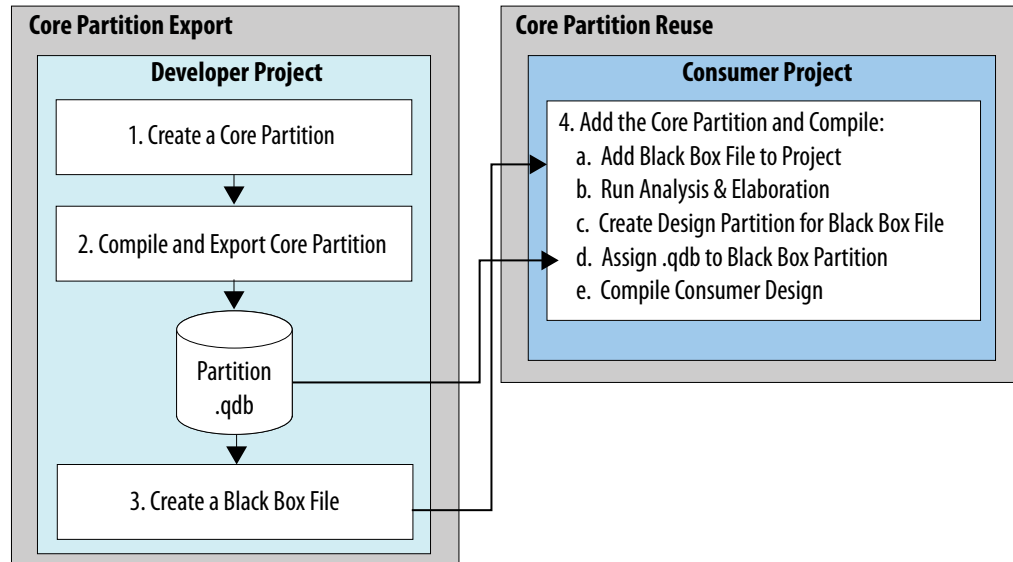 Core Partition Export
Developer Project
1. Create a Core Partition
2. Compile and Export Core Partition
Partition
.qdb
3. Create a Black Box File
Core Partition Reuse
Consumer Project
4. Add the Core Partition and Compile:
a. Add Black Box File to Project
b. Run Analysis & Elaboration
c. Create Design Partition for Black Box File
d. Assign .qdb to Black Box Partition
e. Compile Consumer Design